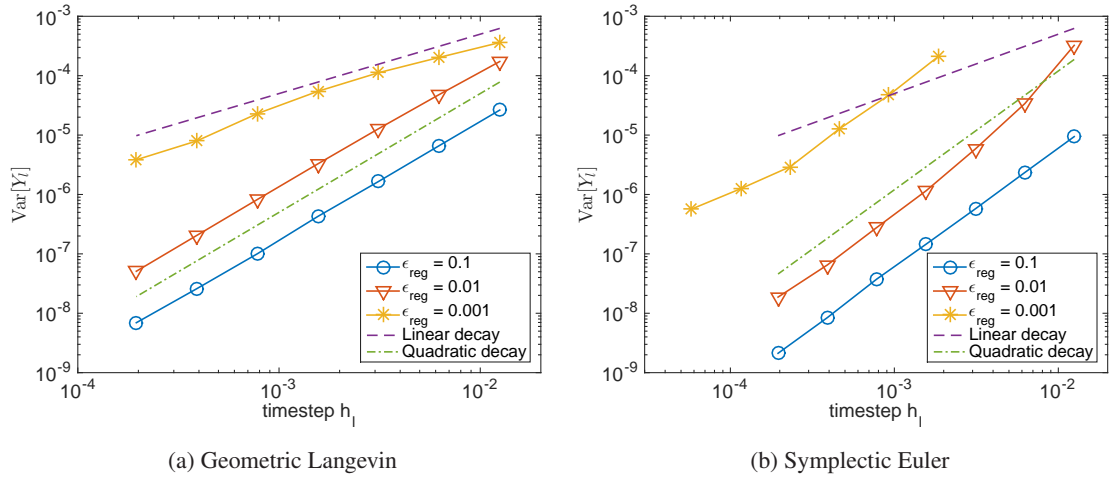 10^-3
10^-4
10^-5
10^-6
10^-7
10^-8
10^-9
Var[Y_l]
ϵ_reg = 0.1
ϵ_reg = 0.01
ϵ_reg = 0.001
Linear decay
Quadratic decay
10^-4 10^-3 10^-2
timestep h_l
(a) Geometric Langevin
10^-3
10^-4
10^-5
10^-6
10^-7
10^-8
10^-9
Var[Y_l]
ϵ_reg = 0.1
ϵ_reg = 0.01
ϵ_reg = 0.001
Linear decay
Quadratic decay
10^-4 10^-3 10^-2
timestep h_l
(b) Symplectic Euler